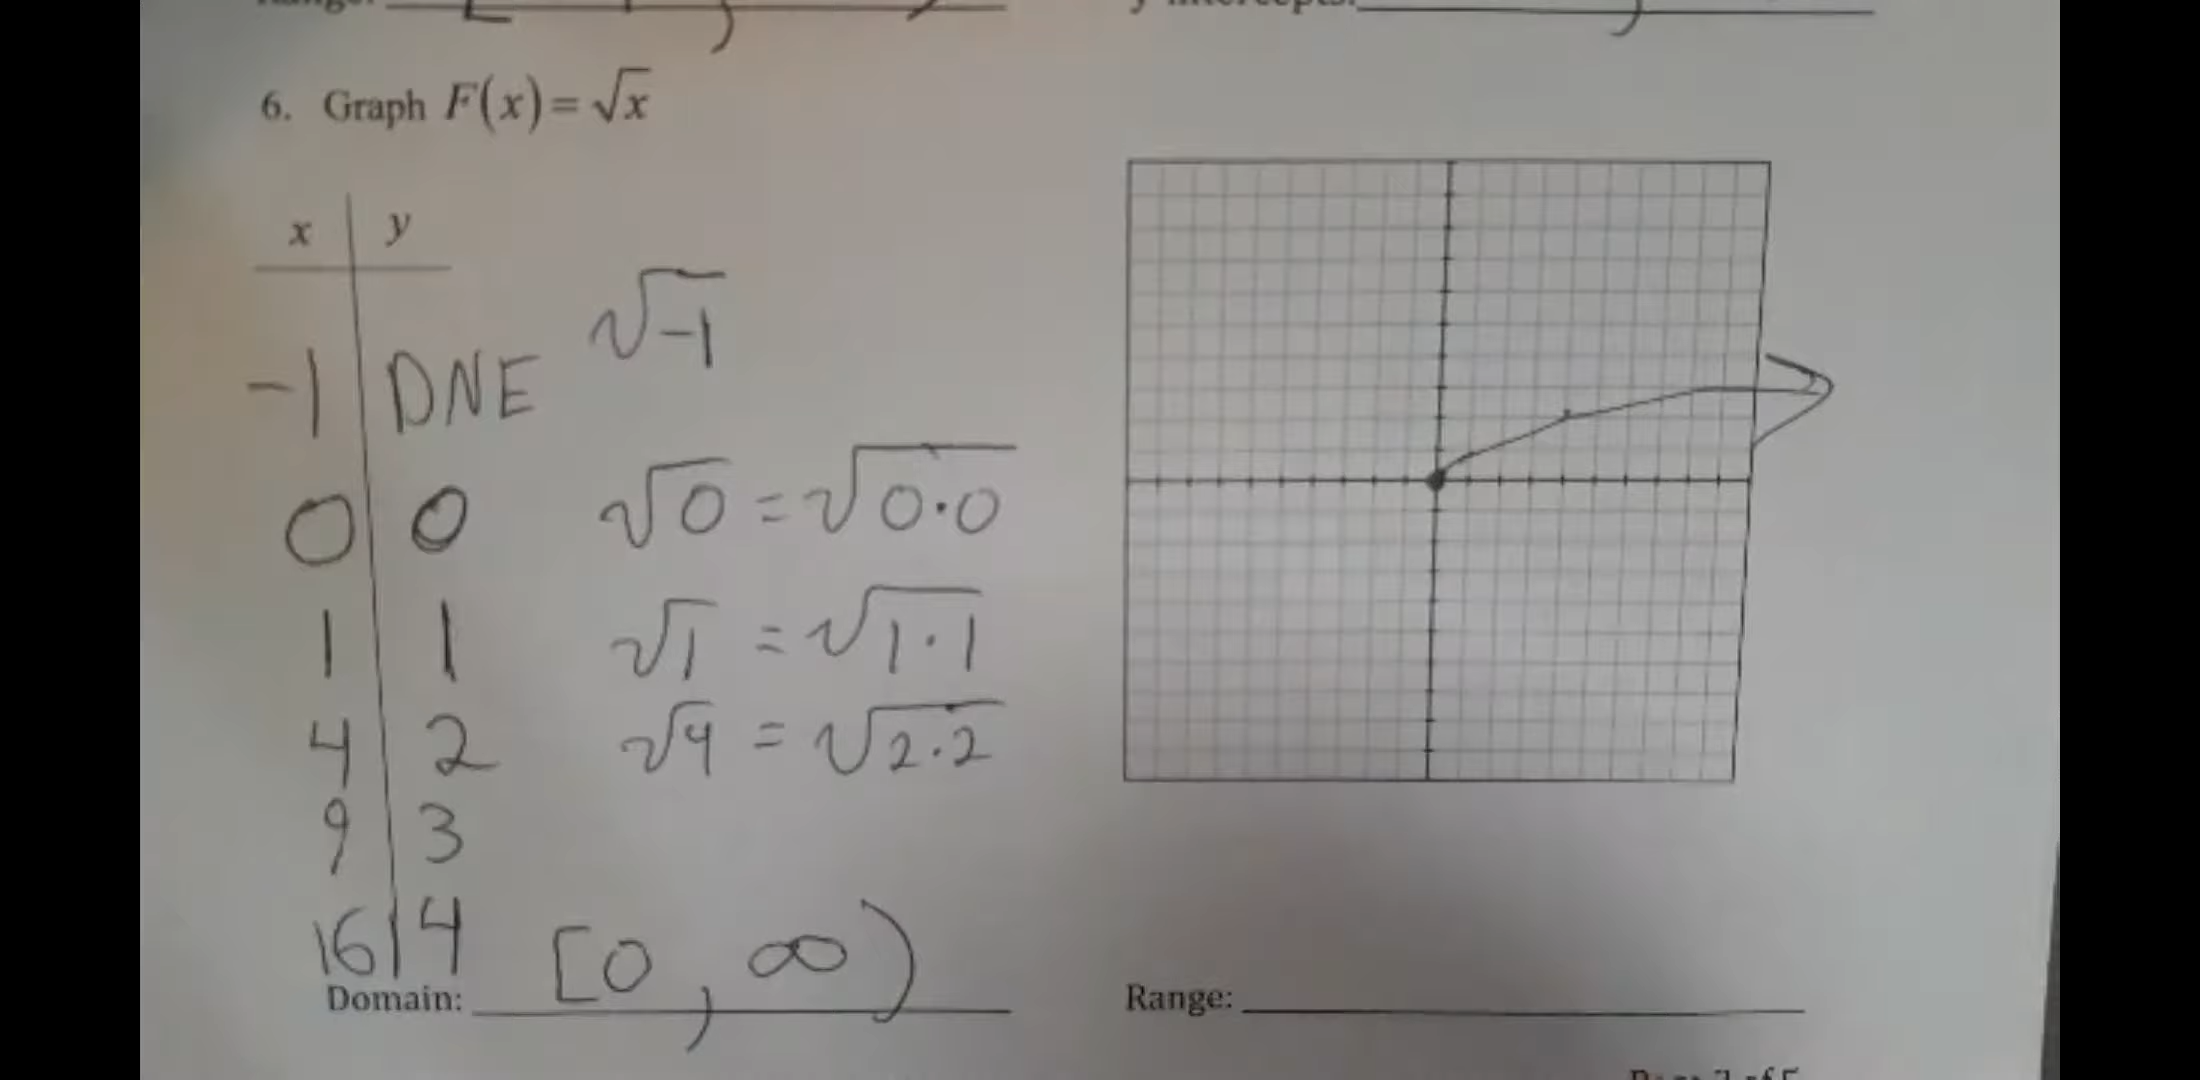 6. Graph F(x) = √x
x y
-1 DNE √-1
0 0 √0 = √0·0
1 1 √1 = √1·1
4 2 √4 = √2·2
9 3
16 4
Domain: [0, ∞)
Range: